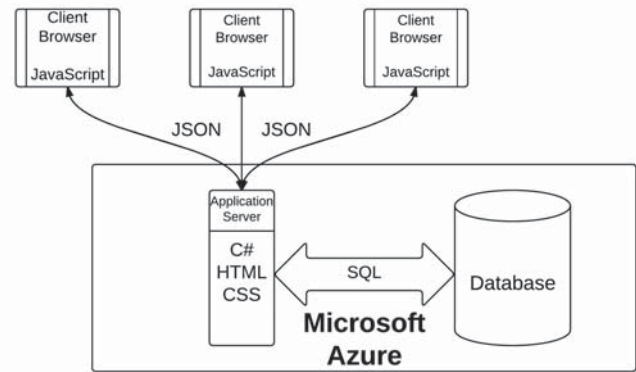 Client
Browser
JavaScript
Client
Browser
JavaScript
Client
Browser
JavaScript
JSON
JSON
Application
Server
C#
HTML
CSS
SQL
Database
Microsoft
Azure